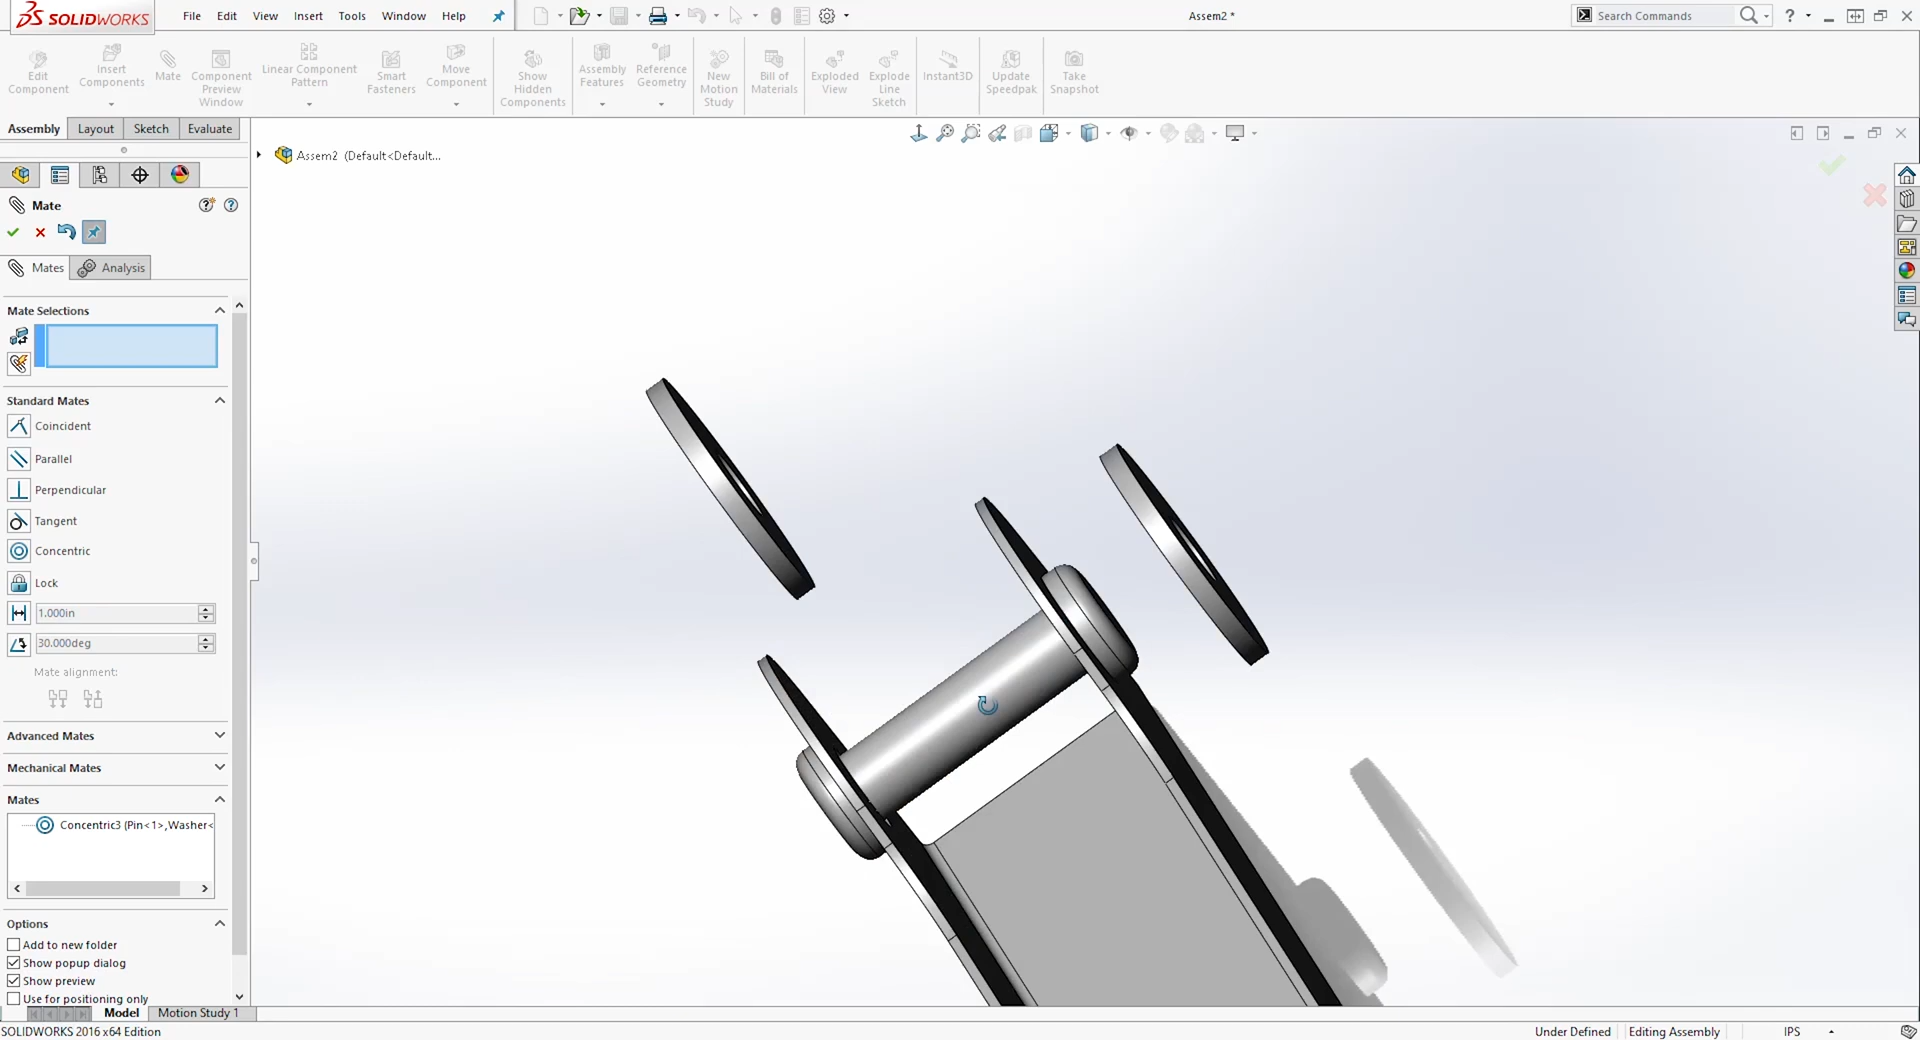 SOLIDWORKS File Edit View Insert Tools Window Help Assem2 * Search Commands ?
Edit Component
Insert Components
Mate
Component Preview Window
Linear Component Pattern
Smart Fasteners
Move Component
Show Hidden Components
Assembly Features
Reference Geometry
New Motion Study
Bill of Materials
Exploded View
Explode Line Sketch
Instant3D
Update Speedpak
Take Snapshot
Assembly Layout Sketch Evaluate
Assem2 (Default<Default...
Mate
Mates Analysis
Mate Selections
Standard Mates
Coincident
Parallel
Perpendicular
Tangent
Concentric
Lock
1.000in
30.000deg
Mate alignment:
Advanced Mates
Mechanical Mates
Mates
Concentric3 (Pin<1>,Washer<
Options
Add to new folder
Show popup dialog
Show preview
Use for positioning only
Model Motion Study 1
SOLIDWORKS 2016 x64 Edition Under Defined Editing Assembly IPS